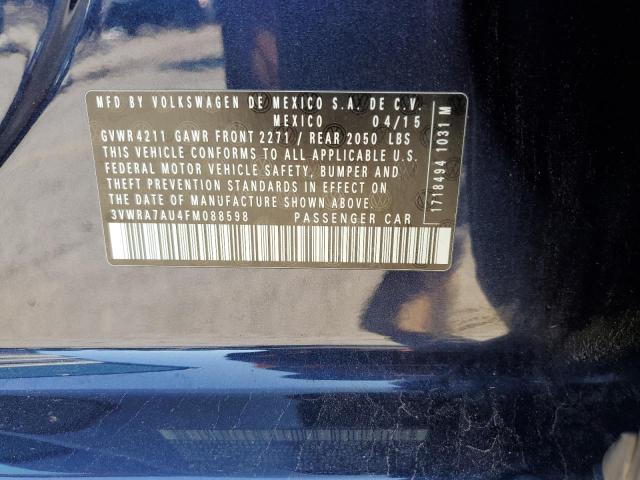 MFD BY VOLKSWAGEN DE MEXICO S.A. DE C.V.
MEXICO 04/15
GVWR 4211 GAWR FRONT 2271 / REAR 2050 LBS
THIS VEHICLE CONFORMS TO ALL APPLICABLE U.S.
FEDERAL MOTOR VEHICLE SAFETY, BUMPER AND
THEFT PREVENTION STANDARDS IN EFFECT ON
THE DATE OF MANUFACTURE SHOWN ABOVE.
3VWRA7AU4FM088598 PASSENGER CAR
1718494 1031 M